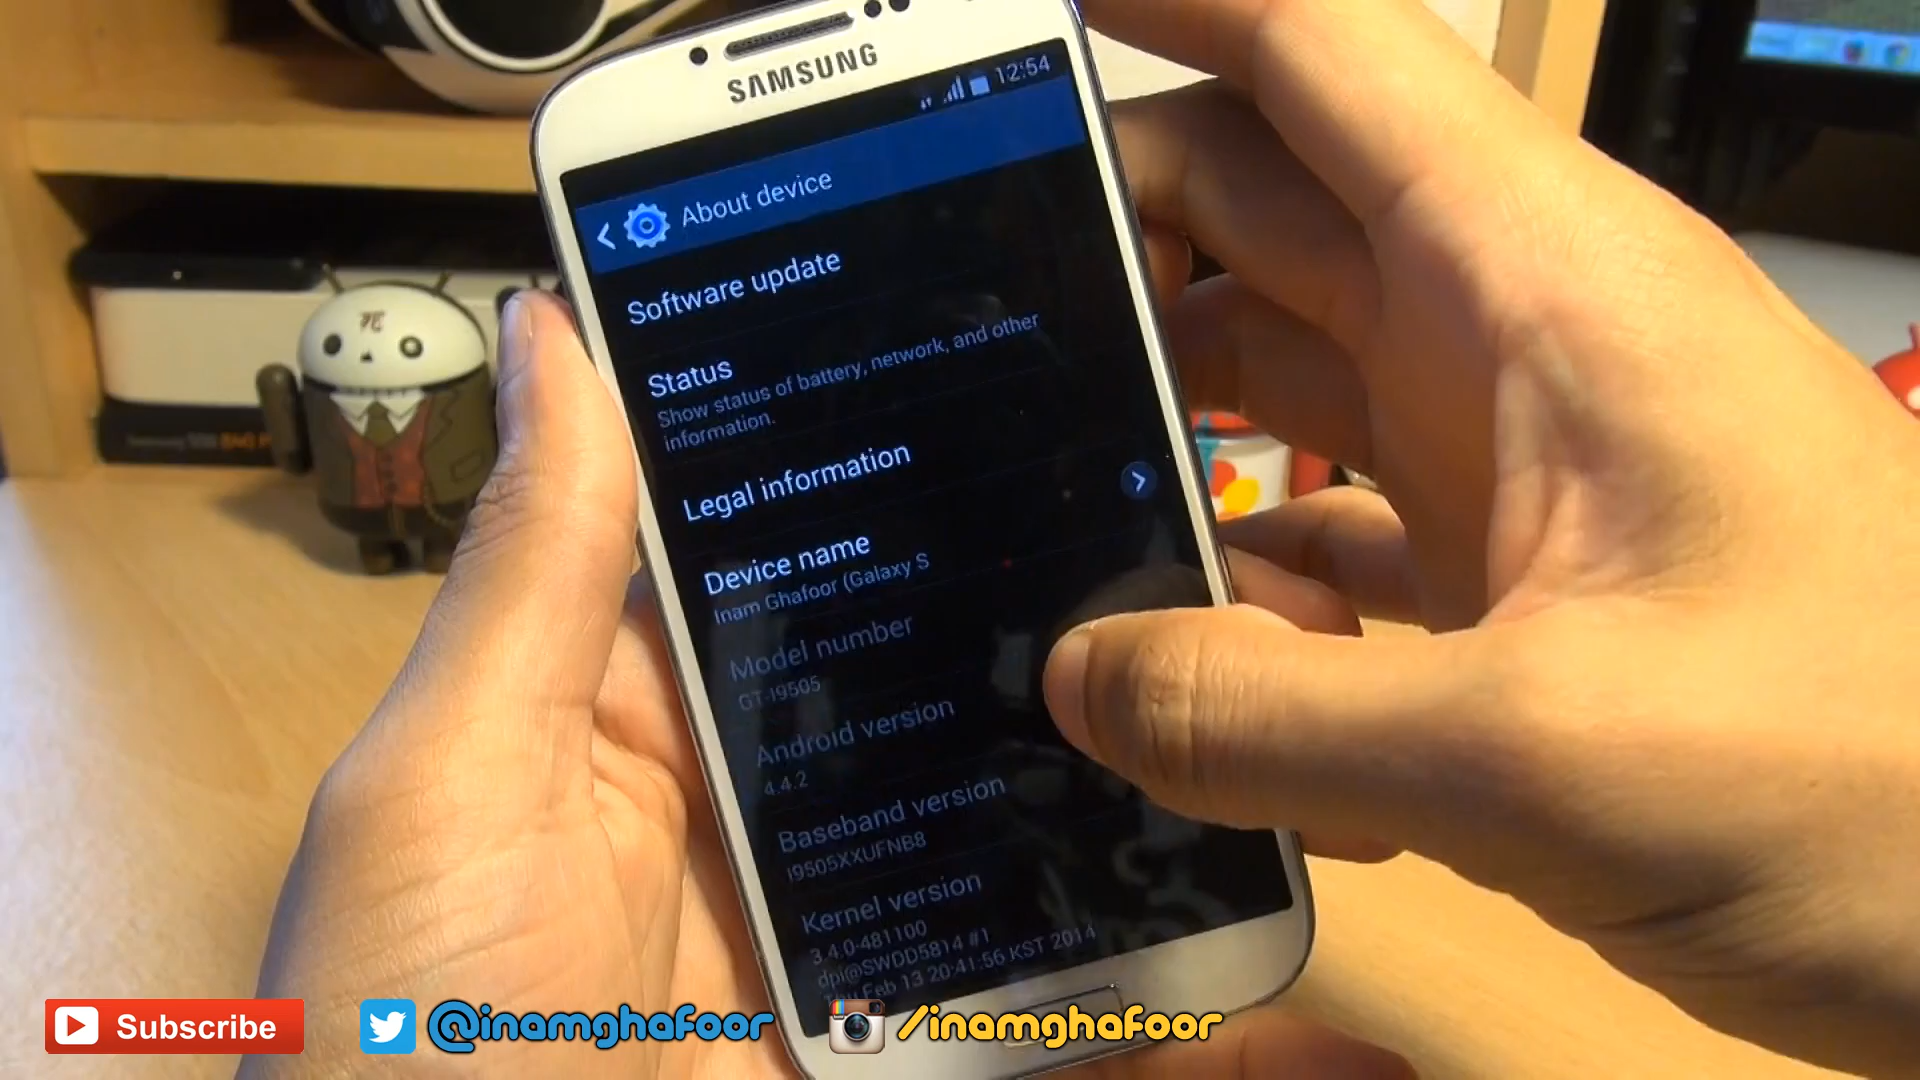 SAMSUNG
12:54
About device
Software update
Status
Show status of battery, network, and other
information.
Legal information
Device name
Inam Ghafoor (Galaxy S
Model number
GT-I9505
Android version
4.4.2
Baseband version
I9505XXUFNB8
Kernel version
3.4.0-481100
dpi@SWDD5814 #1
Thu Feb 13 20:41:56 KST 2014
Subscribe
@inamghafoor
/inamghafoor